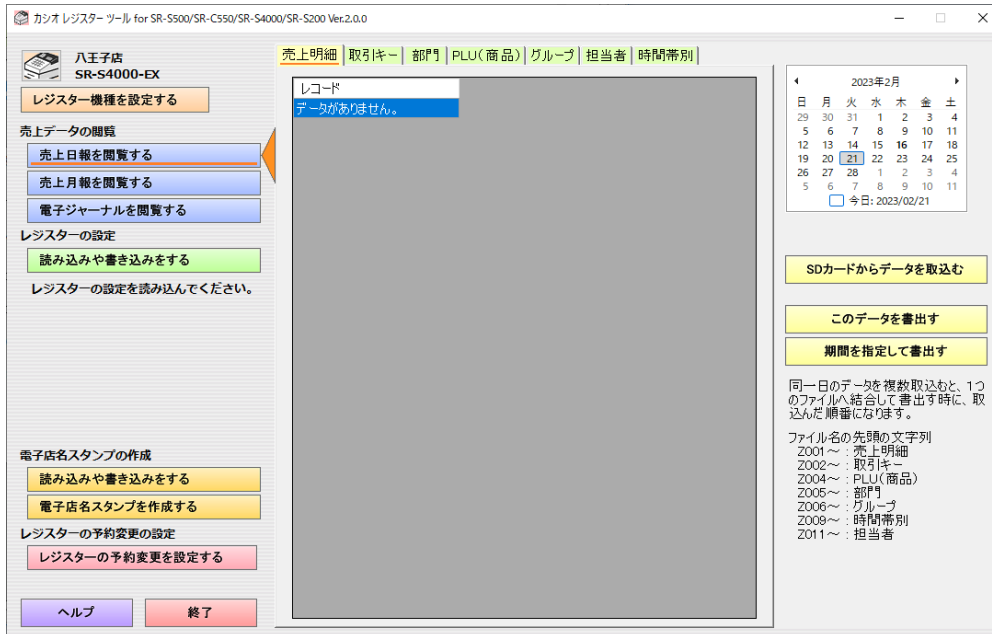 カシオ レジスター ツール for SR-S500/SR-C550/SR-S4000/SR-S200 Ver.2.0.0
八王子店
SR-S4000-EX
レジスター機種を設定する
売上データの閲覧
売上日報を閲覧する
売上月報を閲覧する
電子ジャーナルを閲覧する
レジスターの設定
読み込みや書き込みをする
レジスターの設定を読み込んでください。
電子店名スタンプの作成
読み込みや書き込みをする
電子店名スタンプを作成する
レジスターの予約変更の設定
レジスターの予約変更を設定する
ヘルプ 終了
売上明細 取引キー 部門 PLU(商品) グループ 担当者 時間帯別
レコード
データがありません。
2023年2月
日 月 火 水 木 金 土
29 30 31 1 2 3 4
5 6 7 8 9 10 11
12 13 14 15 16 17 18
19 20 21 22 23 24 25
26 27 28 1 2 3 4
5 6 7 8 9 10 11
今日: 2023/02/21
SDカードからデータを取込む
このデータを書出す
期間を指定して書出す
同一日のデータを複数取込むと、1つ
のファイルへ結合して書出す時に、取
込んだ順番になります。
ファイル名の先頭の文字列
Z001～：売上明細
Z002～：取引キー
Z004～：PLU(商品)
Z005～：部門
Z006～：グループ
Z009～：時間帯別
Z011～：担当者